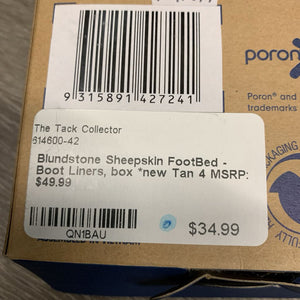 poron
9 315891 427241
Poron® and
trademarks
The Tack Collector
614600-42
Blundstone Sheepskin FootBed -
Boot Liners, box *new Tan 4 MSRP:
$49.99
QN1BAU
$34.99
PACKAGING